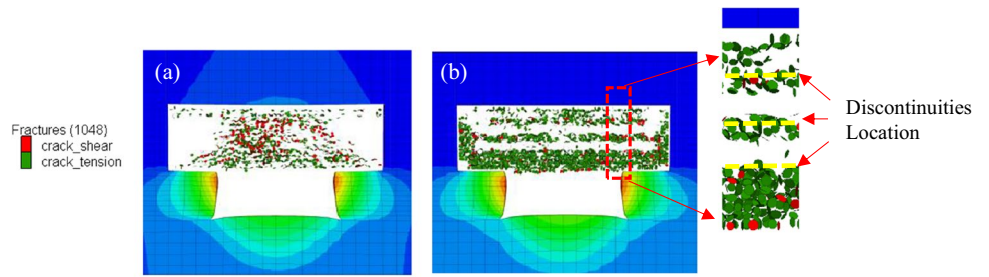 (a)
(b)
Fractures (1048)
crack_shear
crack_tension
Discontinuities
Location